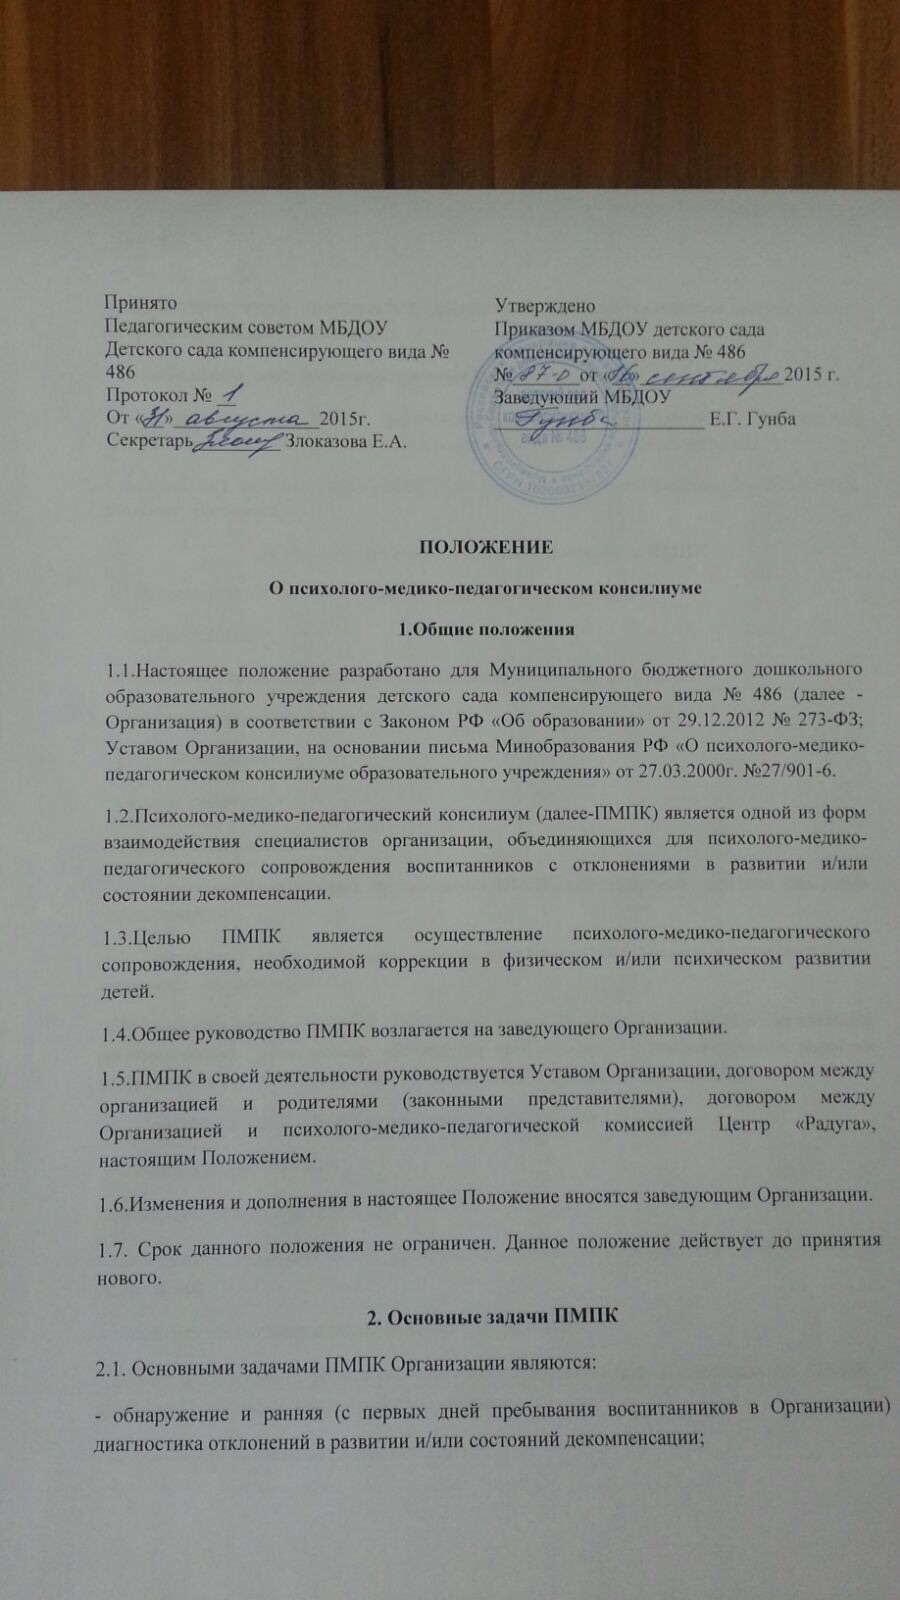 Принято
Педагогическим советом МБДОУ
Детского сада компенсирующего вида №
486
Протокол № 1
От «31» августа 2015г.
Секретарь Злоказова Е.А.
Утверждено
Приказом МБДОУ детского сада
компенсирующего вида № 486
№ 87-о от «16» сентября 2015 г.
Заведующий МБДОУ
Гунба Е.Г. Гунба
ПОЛОЖЕНИЕ
О психолого-медико-педагогическом консилиуме
1.Общие положения
1.1.Настоящее положение разработано для Муниципального бюджетного дошкольного
образовательного учреждения детского сада компенсирующего вида № 486 (далее -
Организация) в соответствии с Законом РФ «Об образовании» от 29.12.2012 № 273-ФЗ;
Уставом Организации, на основании письма Минобразования РФ «О психолого-медико-
педагогическом консилиуме образовательного учреждения» от 27.03.2000г. №27/901-6.
1.2.Психолого-медико-педагогический консилиум (далее-ПМПК) является одной из форм
взаимодействия специалистов организации, объединяющихся для психолого-медико-
педагогического сопровождения воспитанников с отклонениями в развитии и/или
состоянии декомпенсации.
1.3.Целью ПМПК является осуществление психолого-медико-педагогического
сопровождения, необходимой коррекции в физическом и/или психическом развитии
детей.
1.4.Общее руководство ПМПК возлагается на заведующего Организации.
1.5.ПМПК в своей деятельности руководствуется Уставом Организации, договором между
организацией и родителями (законными представителями), договором между
Организацией и психолого-медико-педагогической комиссией Центр «Радуга»,
настоящим Положением.
1.6.Изменения и дополнения в настоящее Положение вносятся заведующим Организации.
1.7. Срок данного положения не ограничен. Данное положение действует до принятия
нового.
2. Основные задачи ПМПК
2.1. Основными задачами ПМПК Организации являются:
- обнаружение и ранняя (с первых дней пребывания воспитанников в Организации)
диагностика отклонений в развитии и/или состояний декомпенсации;